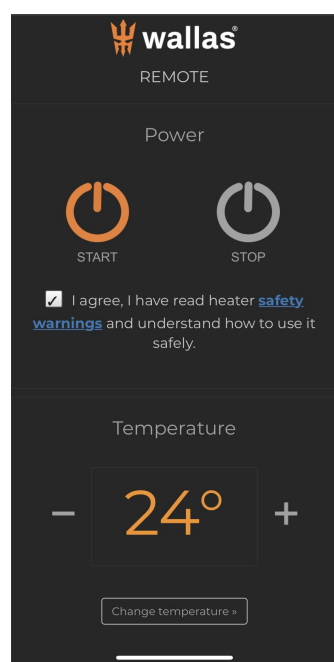 wallas®
REMOTE
Power
START
STOP
I agree, I have read heater safety
warnings and understand how to use it
safely.
Temperature
− 24° +
Change temperature »